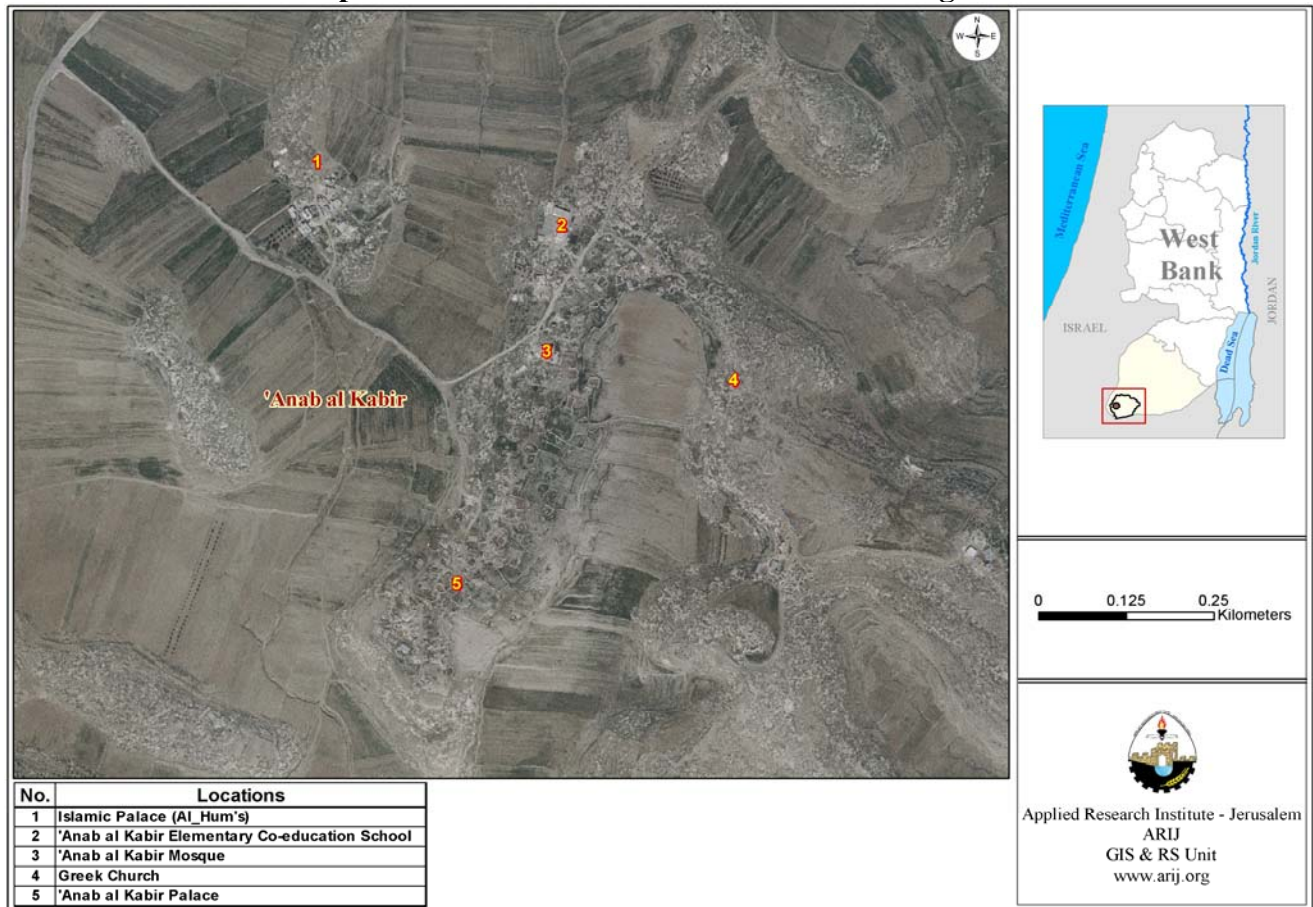 N
W E
S
1
2
3
4
5
'Anab al Kabir
Mediterranean Sea
West
Bank
Jordan River
ISRAEL
JORDAN
Dead Sea
0 0.125 0.25
Kilometers
No. Locations
1 Islamic Palace (Al_Hum's)
2 'Anab al Kabir Elementary Co-education School
3 'Anab al Kabir Mosque
4 Greek Church
5 'Anab al Kabir Palace
Applied Research Institute - Jerusalem
ARIJ
GIS & RS Unit
www.arij.org